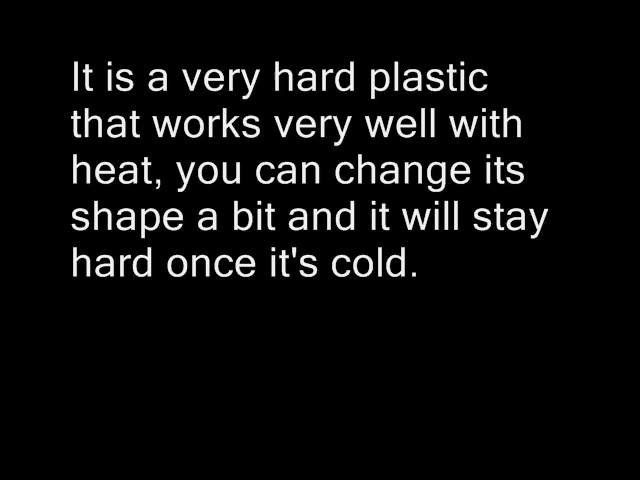 It is a very hard plastic
that works very well with
heat, you can change its
shape a bit and it will stay
hard once it's cold.